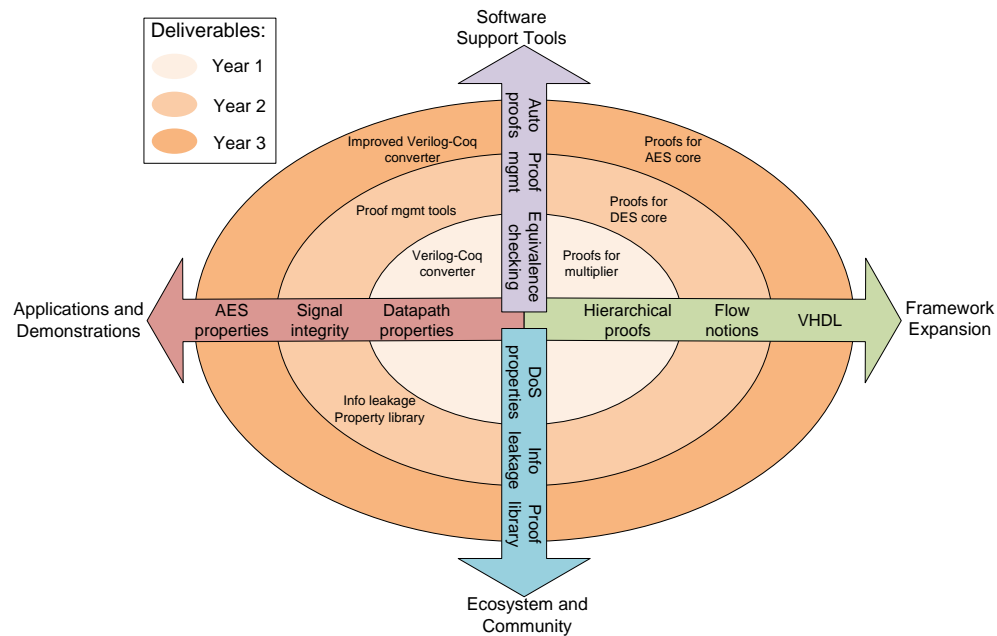 Software
Support Tools
Deliverables:
Year 1
Year 2
Year 3
Improved Verilog-Coq
converter
Proofs for
AES core
Proof mgmt tools
Proofs for
DES core
Verilog-Coq
converter
Proofs for
multiplier
Auto
proofs
Proof
mgmt
Equivalence
checking
Applications and
Demonstrations
AES
properties
Signal
integrity
Datapath
properties
Hierarchical
proofs
Flow
notions
VHDL
Framework
Expansion
DoS
properties
Info
leakage
Proof
library
Info leakage
Property library
Ecosystem and
Community